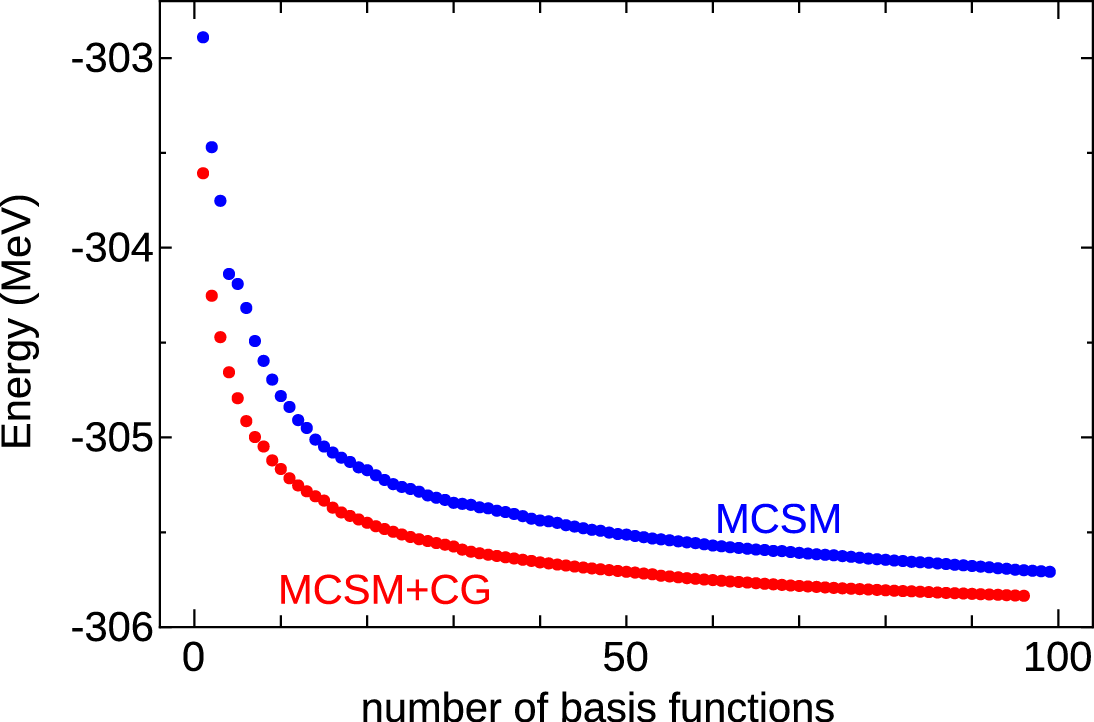 -303
-304
-305
-306
Energy (MeV)
MCSM
MCSM+CG
0
50
100
number of basis functions